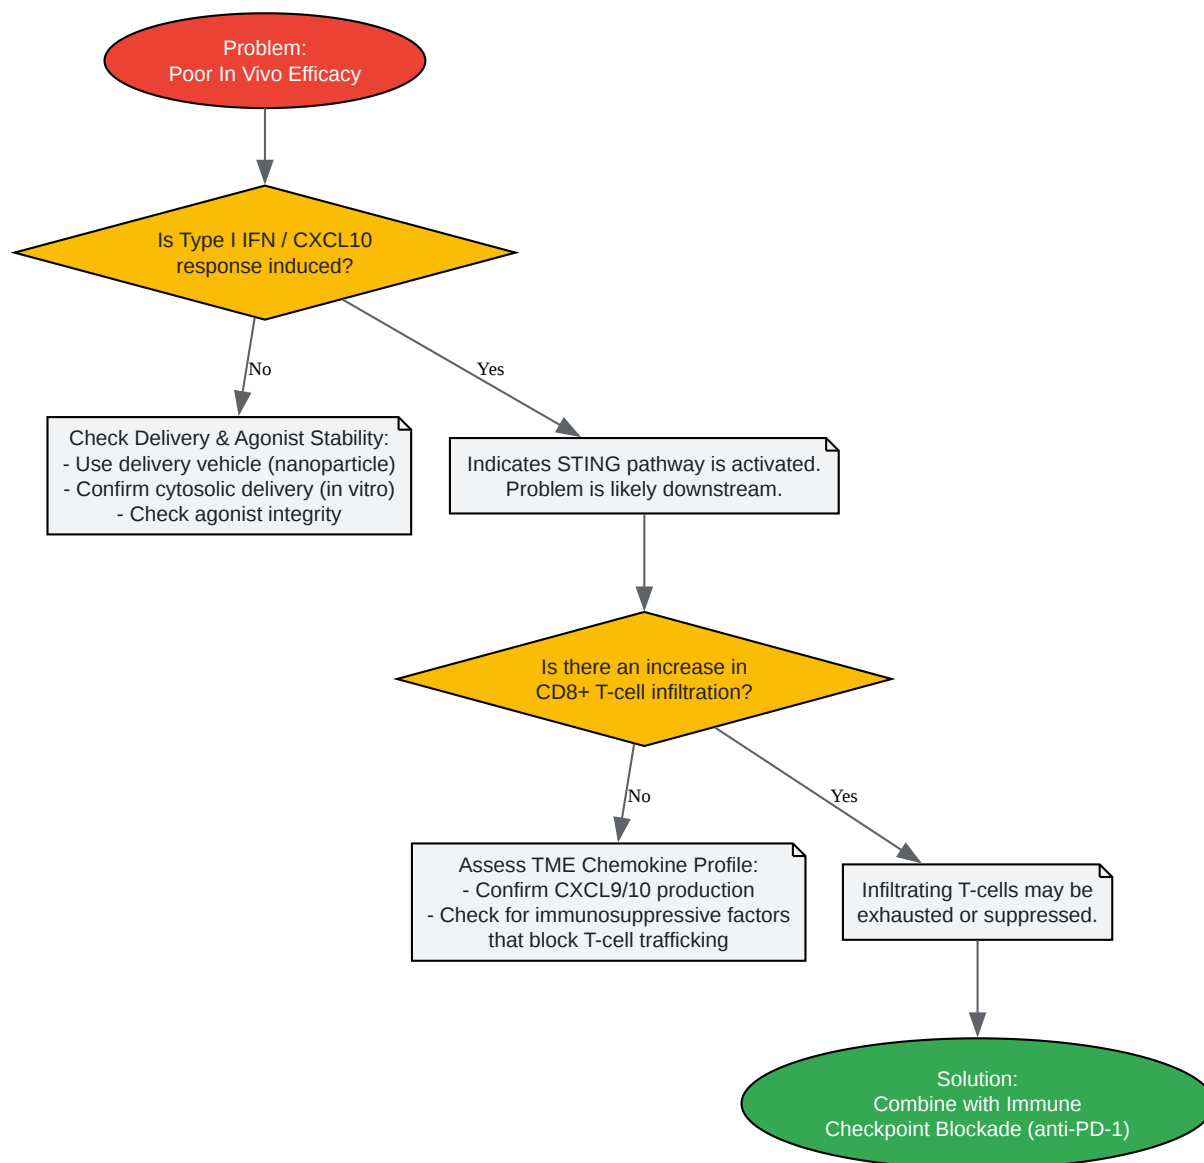 Problem:
Poor In Vivo Efficacy
Is Type I IFN / CXCL10
response induced?
No
Yes
Check Delivery & Agonist Stability:
- Use delivery vehicle (nanoparticle)
- Confirm cytosolic delivery (in vitro)
- Check agonist integrity
Indicates STING pathway is activated.
Problem is likely downstream.
Is there an increase in
CD8+ T-cell infiltration?
No
Yes
Assess TME Chemokine Profile:
- Confirm CXCL9/10 production
- Check for immunosuppressive factors
that block T-cell trafficking
Infiltrating T-cells may be
exhausted or suppressed.
Solution:
Combine with Immune
Checkpoint Blockade (anti-PD-1)